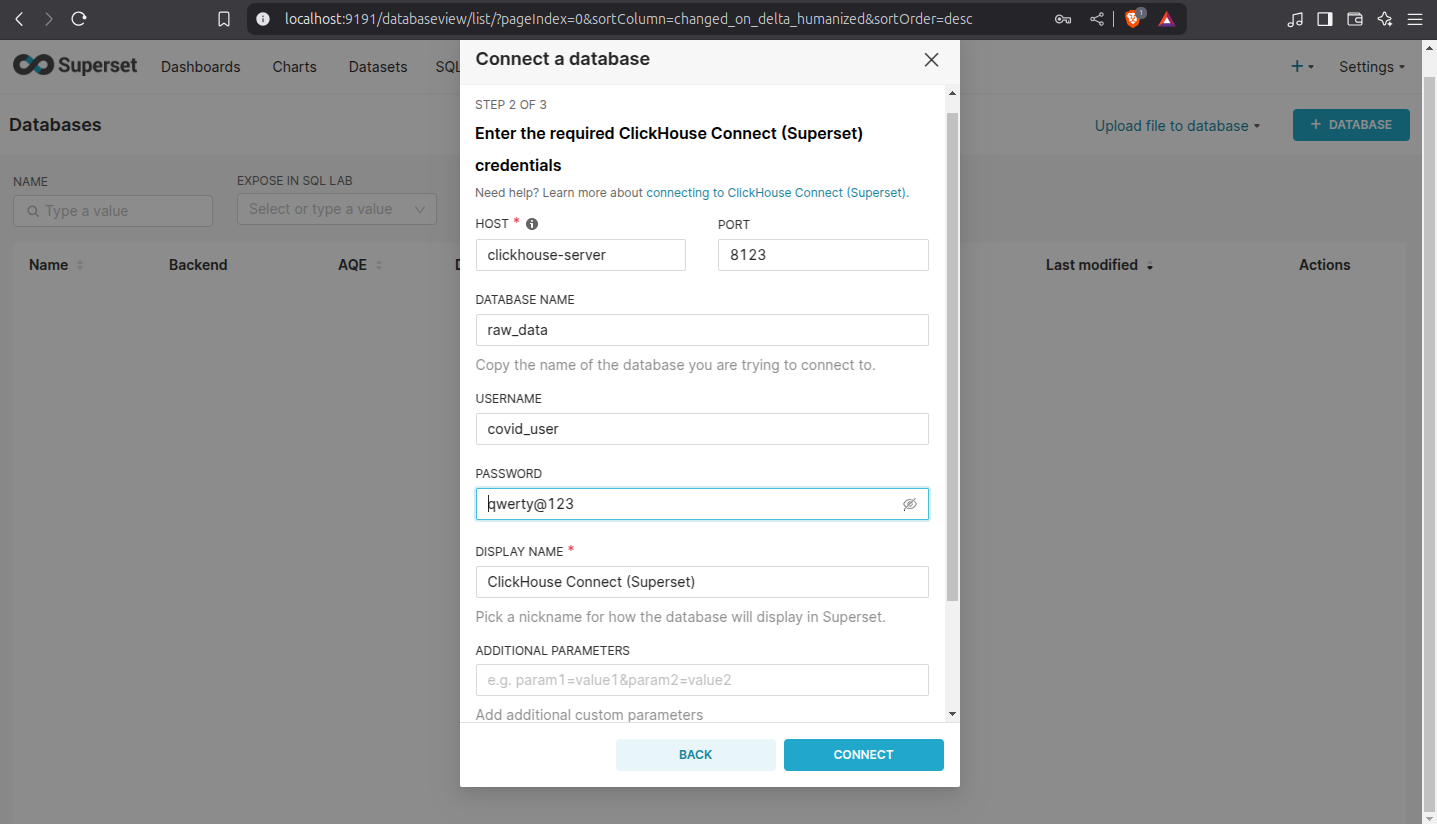 localhost:9191/databaseview/list/?pageIndex=0&sortColumn=changed_on_delta_humanized&sortOrder=desc
1
Superset
Dashboards
Charts
Datasets
SQL
Settings
Databases
Upload file to database
+ DATABASE
NAME
Type a value
EXPOSE IN SQL LAB
Select or type a value
Name
Backend
AQE
Last modified
Actions
Connect a database
STEP 2 OF 3
Enter the required ClickHouse Connect (Superset)
credentials
Need help? Learn more about connecting to ClickHouse Connect (Superset).
HOST *
PORT
clickhouse-server
8123
DATABASE NAME
raw_data
Copy the name of the database you are trying to connect to.
USERNAME
covid_user
PASSWORD
qwerty@123
DISPLAY NAME *
ClickHouse Connect (Superset)
Pick a nickname for how the database will display in Superset.
ADDITIONAL PARAMETERS
e.g. param1=value1&param2=value2
Add additional custom parameters
BACK
CONNECT